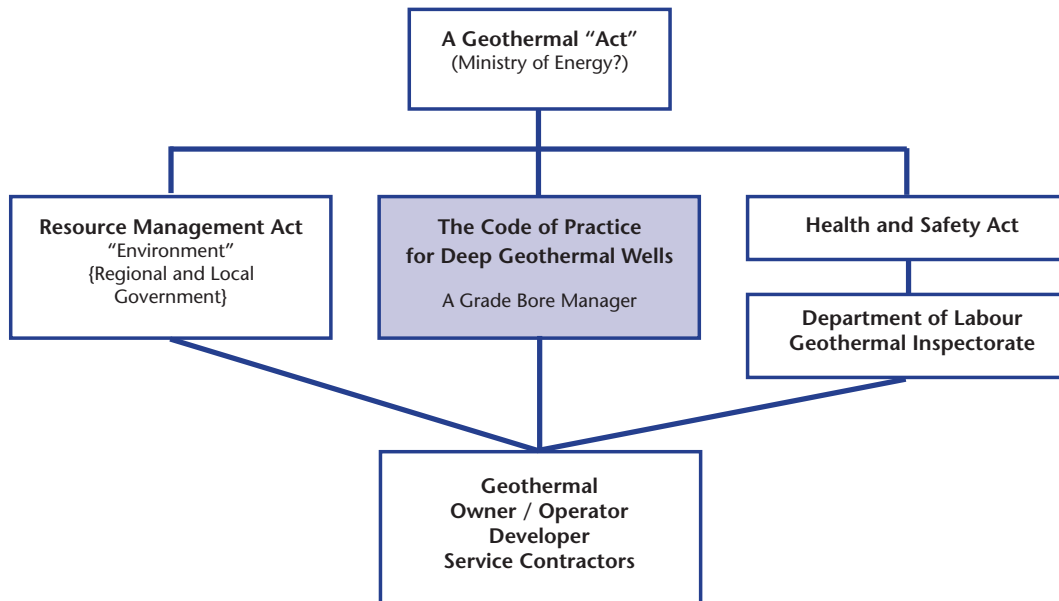 A Geothermal “Act”
(Ministry of Energy?)
Resource Management Act
“Environment”
{Regional and Local
Government}
The Code of Practice
for Deep Geothermal Wells
A Grade Bore Manager
Health and Safety Act
Department of Labour
Geothermal Inspectorate
Geothermal
Owner / Operator
Developer
Service Contractors